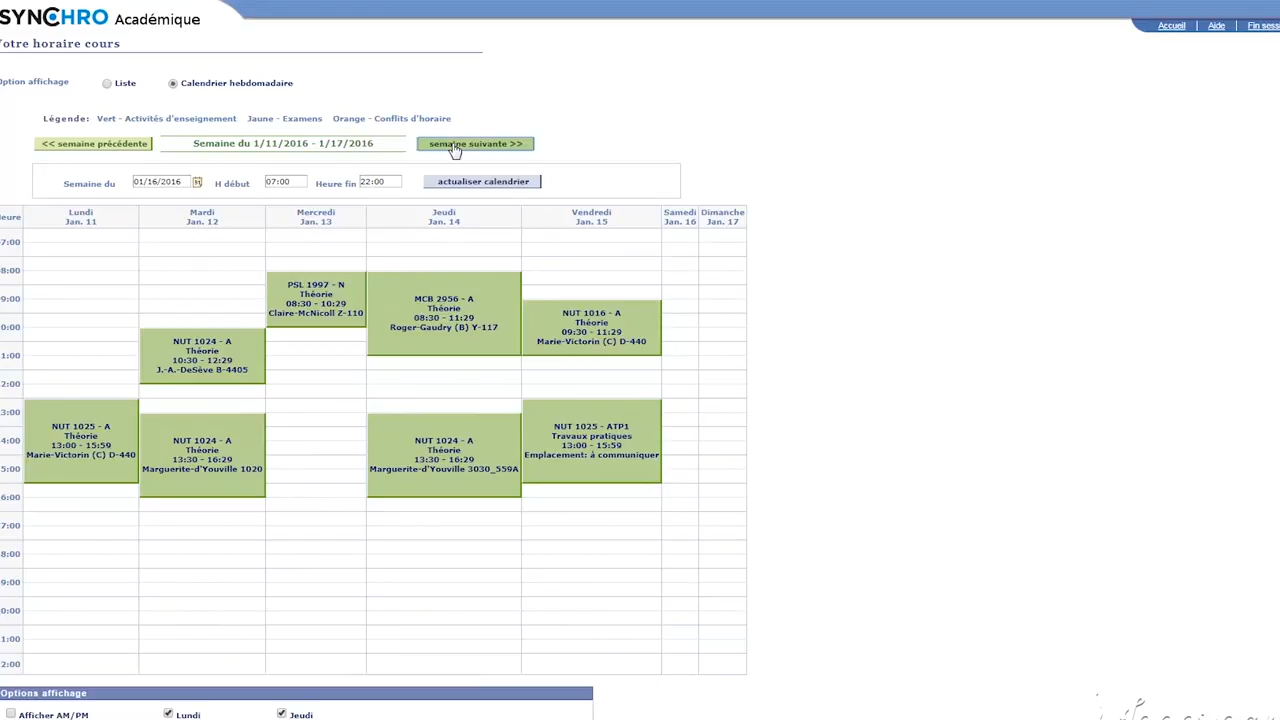 SYNCHRO Académique
Accueil | Aide | Fin sess
Votre horaire cours
Option affichage
Liste
Calendrier hebdomadaire
Légende: Vert - Activités d'enseignement Jaune - Examens Orange - Conflits d'horaire
<< semaine précédente
Semaine du 1/11/2016 - 1/17/2016
semaine suivante >>
Semaine du 01/16/2016 H début 07:00 Heure fin 22:00 actualiser calendrier
eure
Lundi
Jan. 11
Mardi
Jan. 12
Mercredi
Jan. 13
Jeudi
Jan. 14
Vendredi
Jan. 15
Samedi
Jan. 16
Dimanche
Jan. 17
7:00
8:00
9:00
0:00
1:00
2:00
3:00
4:00
5:00
6:00
7:00
8:00
9:00
0:00
1:00
2:00
NUT 1025 - A
Théorie
13:00 - 15:59
Marie-Victorin (C) D-440
NUT 1024 - A
Théorie
10:30 - 12:29
J.-A.-DeSève B-4405
NUT 1024 - A
Théorie
13:30 - 16:29
Marguerite-d'Youville 1020
PSL 1997 - N
Théorie
08:30 - 10:29
Claire-McNicoll Z-110
MCB 2956 - A
Théorie
08:30 - 11:29
Roger-Gaudry (B) Y-117
NUT 1024 - A
Théorie
13:30 - 16:29
Marguerite-d'Youville 3030_559A
NUT 1016 - A
Théorie
09:30 - 11:29
Marie-Victorin (C) D-440
NUT 1025 - ATP1
Travaux pratiques
13:00 - 15:59
Emplacement: à communiquer
Options affichage
Afficher AM/PM
Lundi
Jeudi